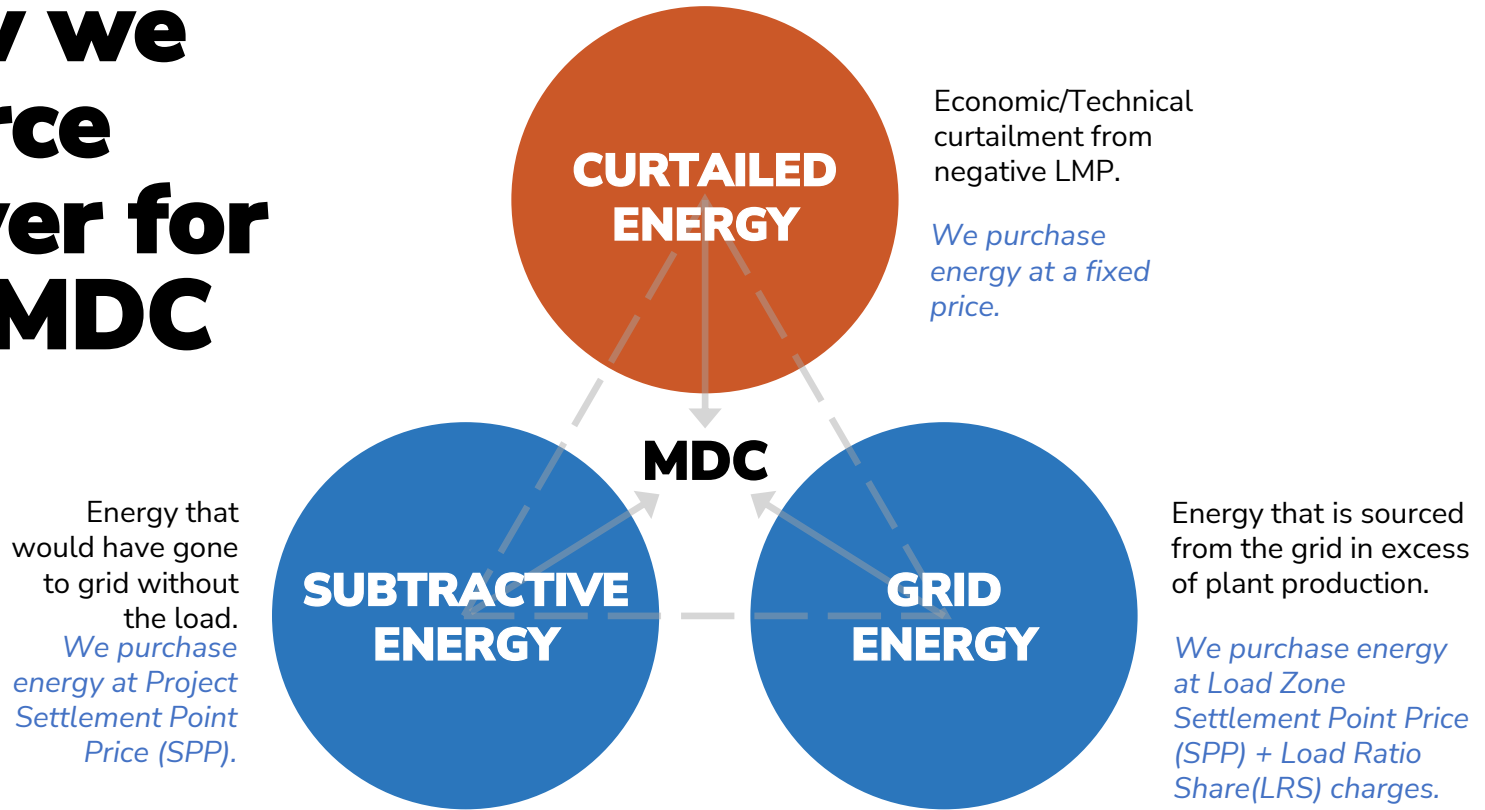 we
for
MDC
CURTAILED
ENERGY
Economic/Technical
curtailment from
negative LMP.
We purchase
energy at a fixed
price.
MDC
Energy that
would have gone
to grid without
the load.
We purchase
energy at Project
Settlement Point
Price (SPP).
SUBTRACTIVE
ENERGY
GRID
ENERGY
Energy that is sourced
from the grid in excess
of plant production.
We purchase energy
at Load Zone
Settlement Point Price
(SPP) + Load Ratio
Share(LRS) charges.